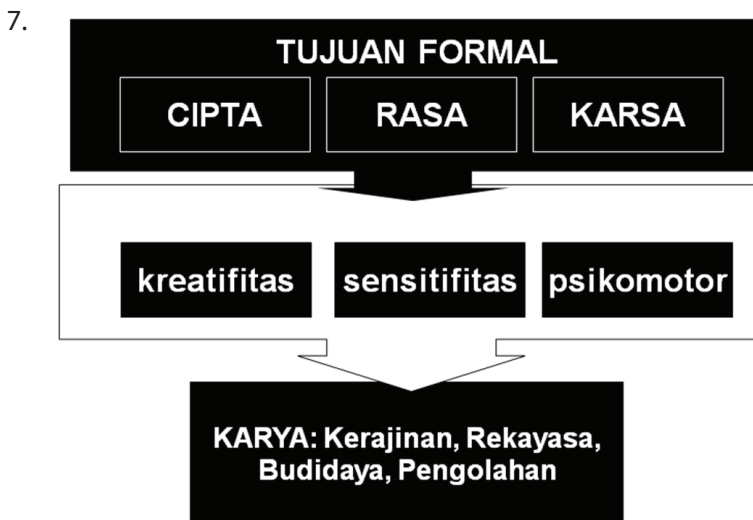 7.
TUJUAN FORMAL
CIPTA RASA KARSA
kreatifitas sensitifitas psikomotor
KARYA: Kerajinan, Rekayasa,
Budidaya, Pengolahan